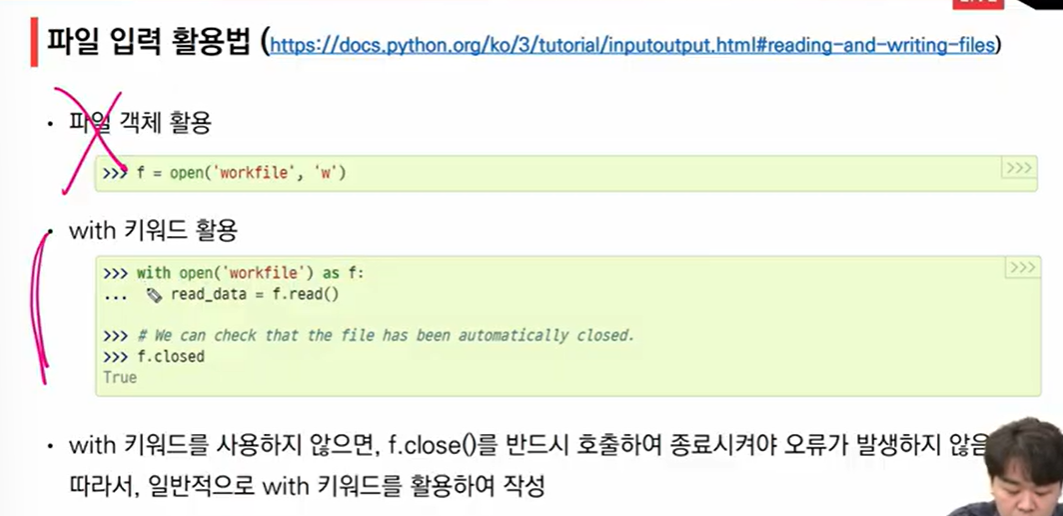 LIVE
파일 입력 활용법 (https://docs.python.org/ko/3/tutorial/inputoutput.html#reading-and-writing-files)
• 파일 객체 활용
>>> f = open('workfile', 'w')
>>>
• with 키워드 활용
>>>
>>> with open('workfile') as f:
... read_data = f.read()
>>> # We can check that the file has been automatically closed.
>>> f.closed
True
• with 키워드를 사용하지 않으면, f.close()를 반드시 호출하여 종료시켜야 오류가 발생하지 않음
따라서, 일반적으로 with 키워드를 활용하여 작성